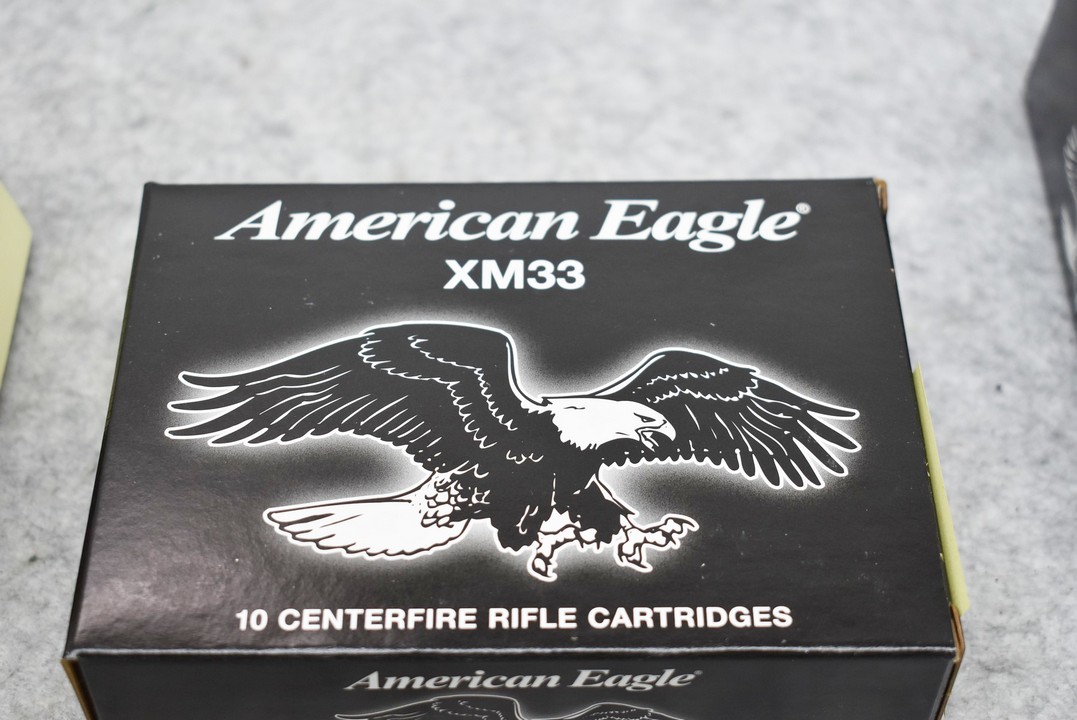 American Eagle®
XM33
10 CENTERFIRE RIFLE CARTRIDGES
American Eagle®